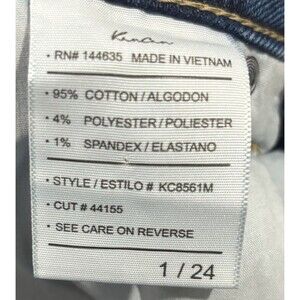 KanCan
• RN# 144635 MADE IN VIETNAM
• 95% COTTON / ALGODON
• 4% POLYESTER / POLIESTER
• 1% SPANDEX / ELASTANO
• STYLE / ESTILO # KC8561M
• CUT # 44155
• SEE CARE ON REVERSE
1 / 24